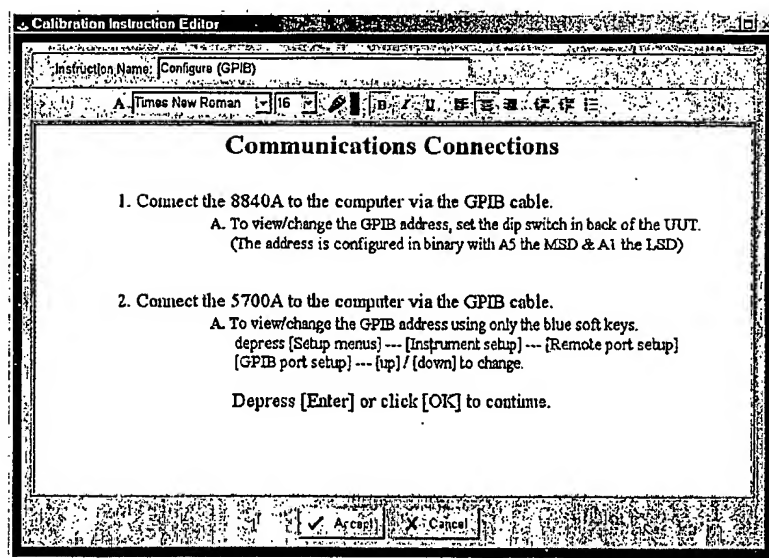 Calibration Instruction Editor
Instruction Name: Configure (GPIB)
A Times New Roman 16 B I U
Communications Connections
1. Connect the 8840A to the computer via the GPIB cable.
A. To view/change the GPIB address, set the dip switch in back of the UUT.
(The address is configured in binary with A5 the MSD & A1 the LSD)
2. Connect the 5700A to the computer via the GPIB cable.
A. To view/change the GPIB address using only the blue soft keys.
depress [Setup menus] --- [Instrument setup] --- [Remote port setup]
[GPIB port setup] --- [up] / [down] to change.
Depress [Enter] or click [OK] to continue.
Accept Cancel